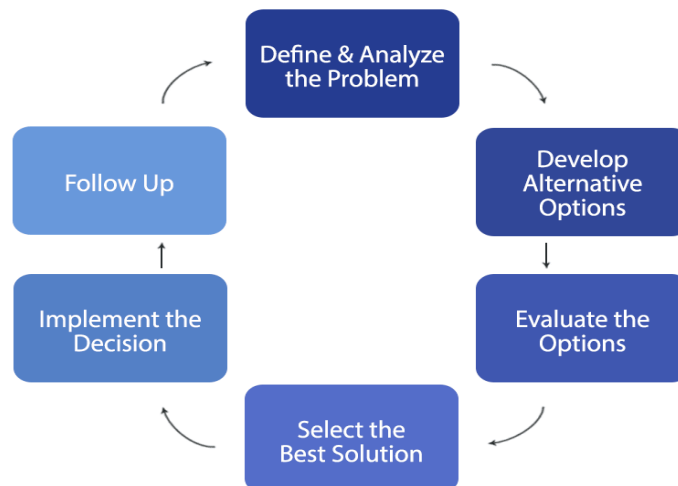 Define & Analyze
the Problem
Develop
Alternative
Options
Evaluate the
Options
Select the
Best Solution
Implement the
Decision
Follow Up